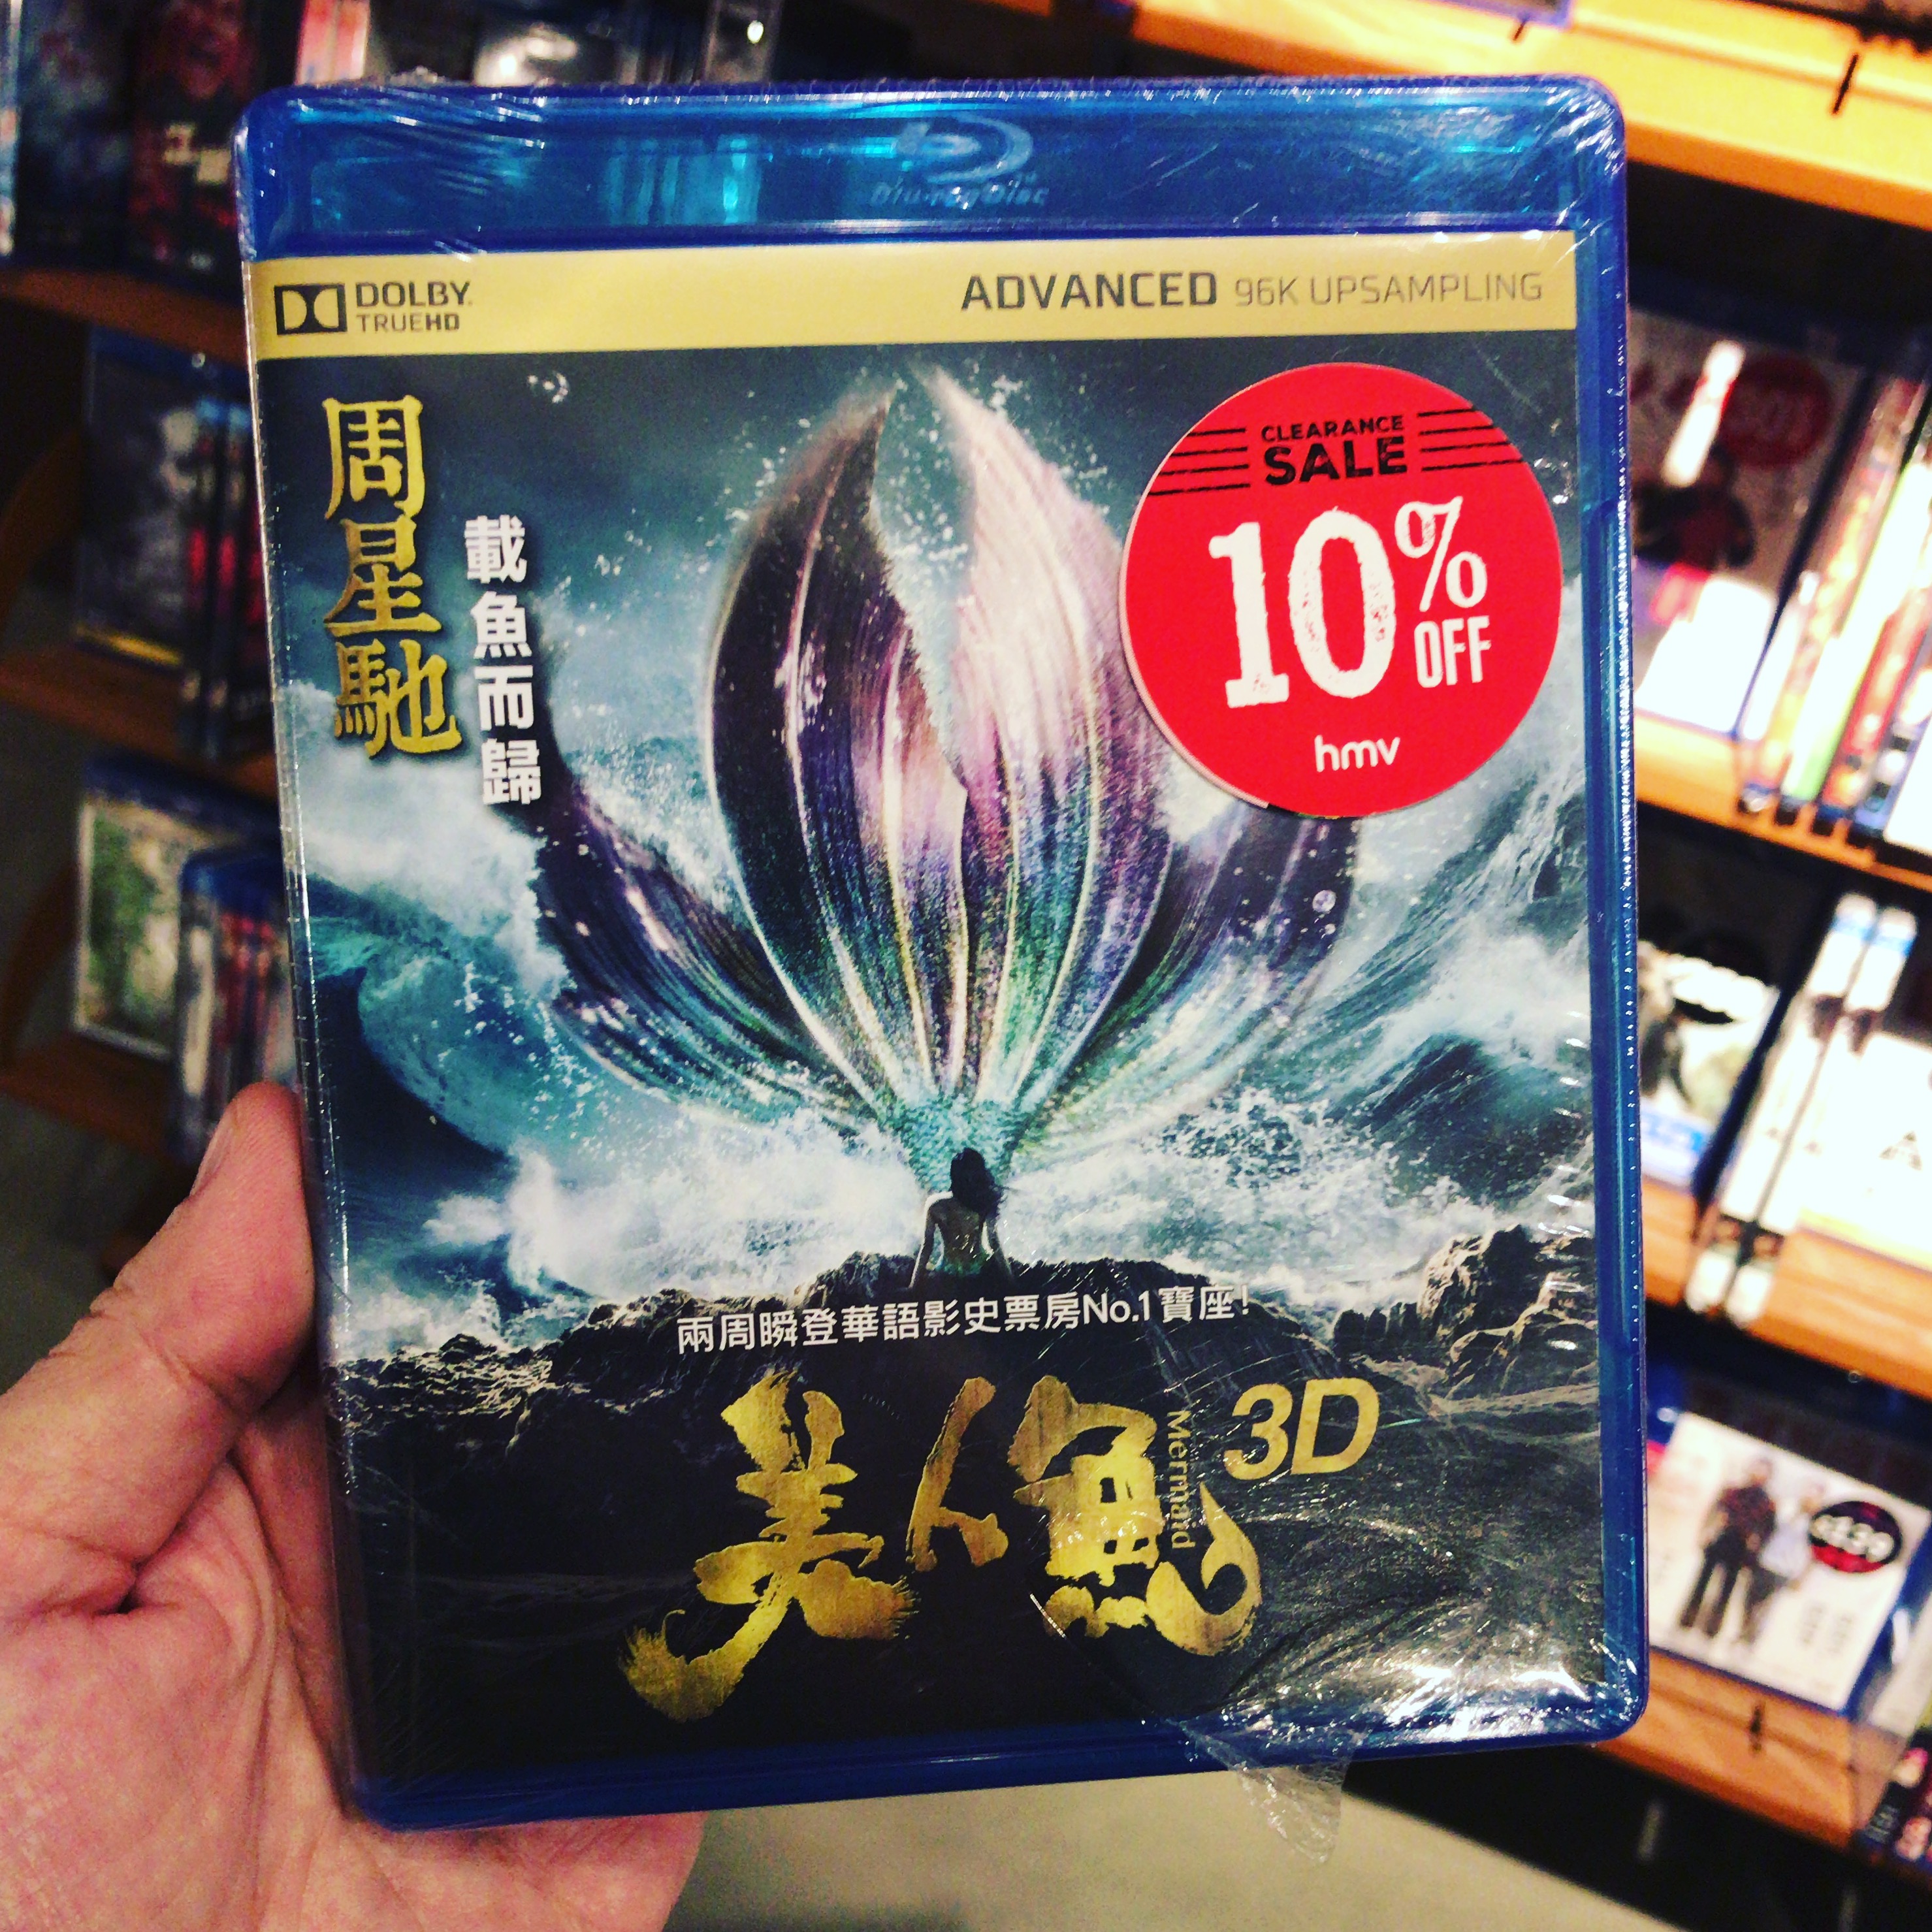 Blu-ray Disc
DOLBY
TRUEHD
ADVANCED 96K UPSAMPLING
周星馳
載魚而歸
CLEARANCE
SALE
10%
OFF
hmv
兩周瞬登華語影史票房No.1寶座!
美人魚
Mermaid
3D